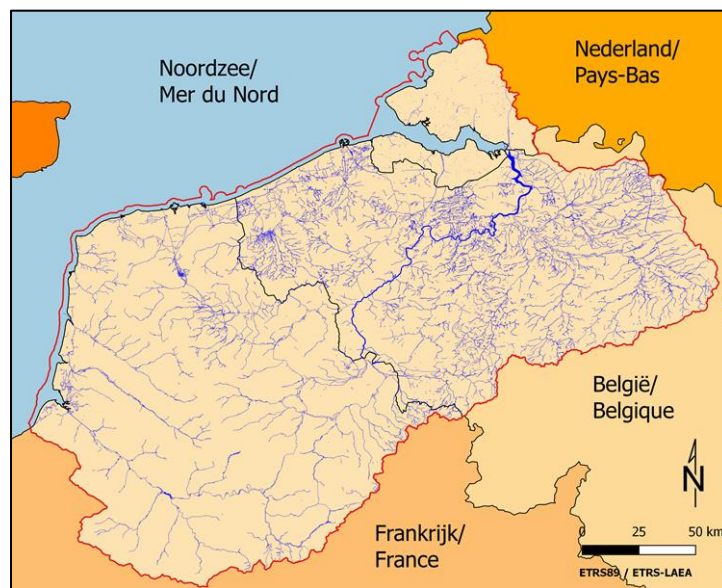 Noordzee/
Mer du Nord
Nederland/
Pays-Bas
België/
Belgique
Frankrijk/
France
N
0 25 50 km
ETRS89 / ETRS-LAEA